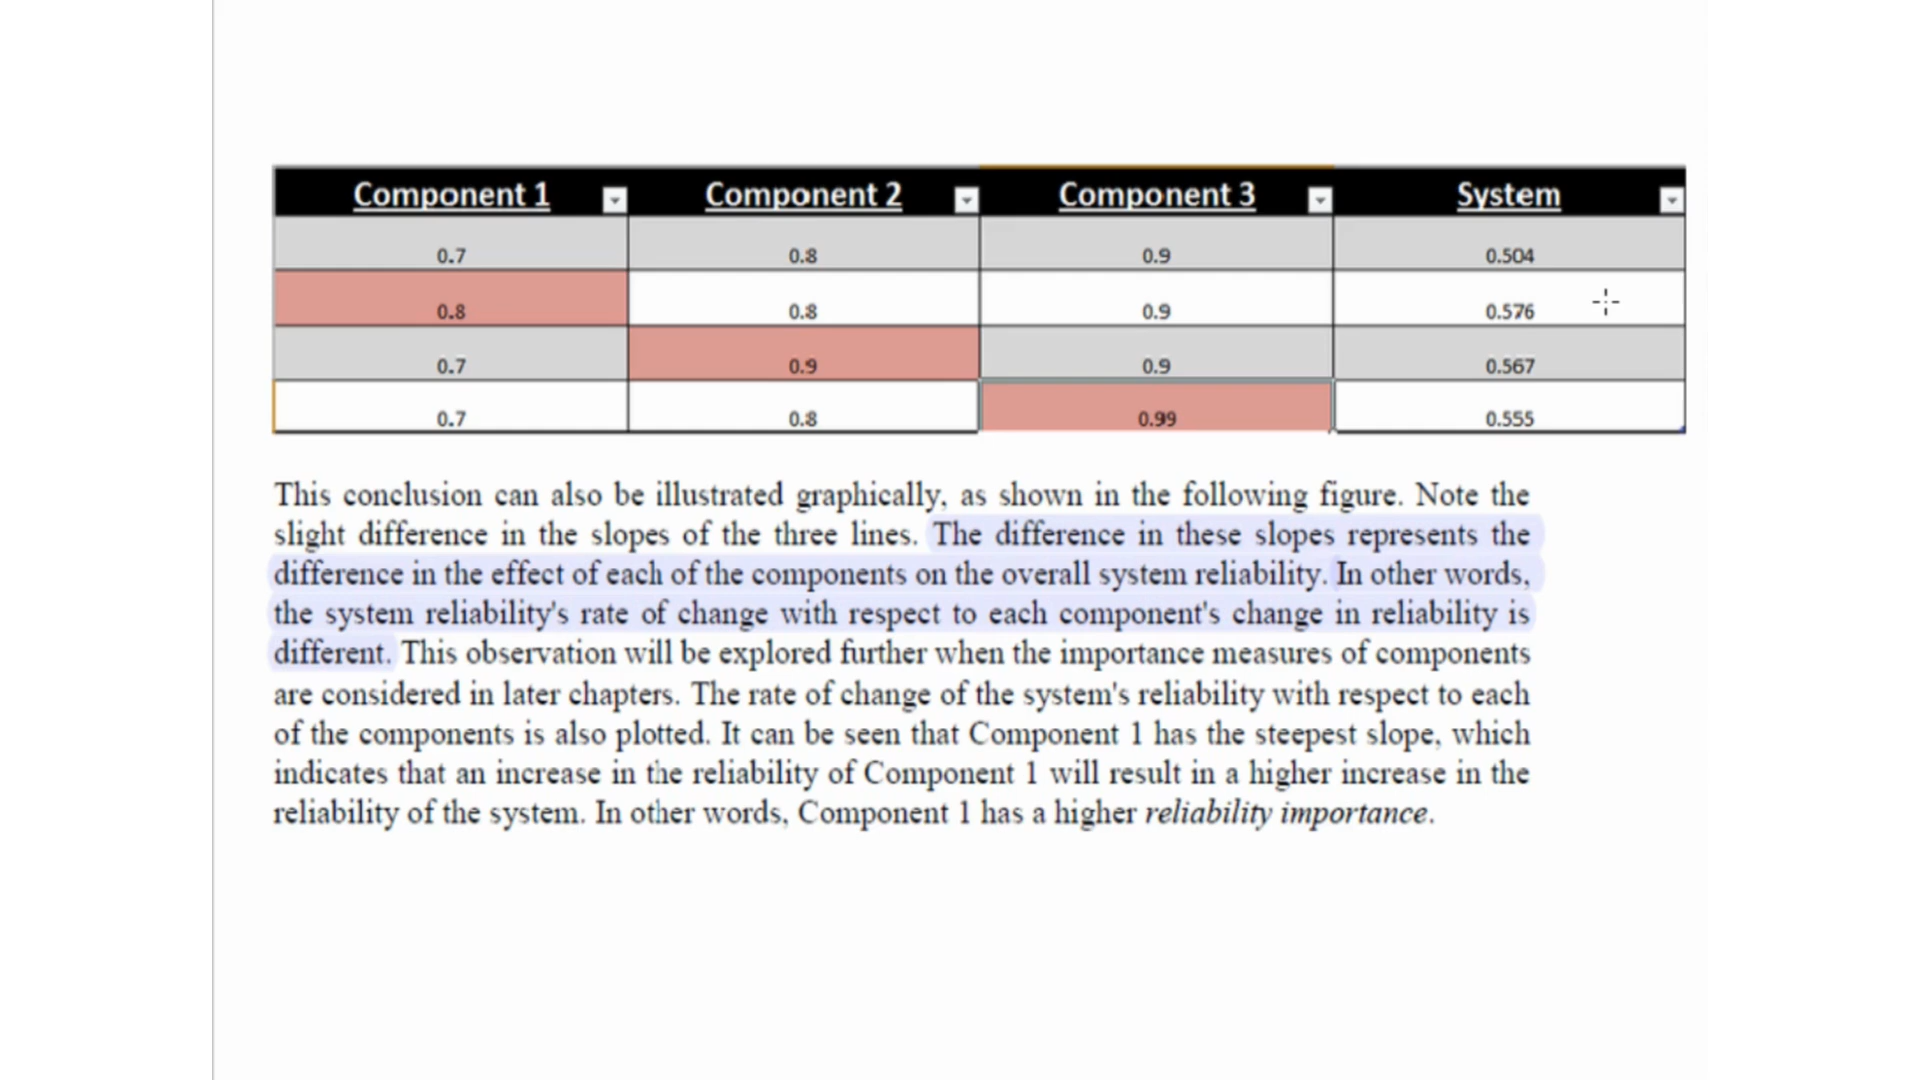 Component 1 Component 2 Component 3 System
0.7 0.8 0.9 0.504
0.8 0.8 0.9 0.576
0.7 0.9 0.9 0.567
0.7 0.8 0.99 0.555
This conclusion can also be illustrated graphically, as shown in the following figure. Note the
slight difference in the slopes of the three lines. The difference in these slopes represents the
difference in the effect of each of the components on the overall system reliability. In other words,
the system reliability's rate of change with respect to each component's change in reliability is
different. This observation will be explored further when the importance measures of components
are considered in later chapters. The rate of change of the system's reliability with respect to each
of the components is also plotted. It can be seen that Component 1 has the steepest slope, which
indicates that an increase in the reliability of Component 1 will result in a higher increase in the
reliability of the system. In other words, Component 1 has a higher reliability importance.